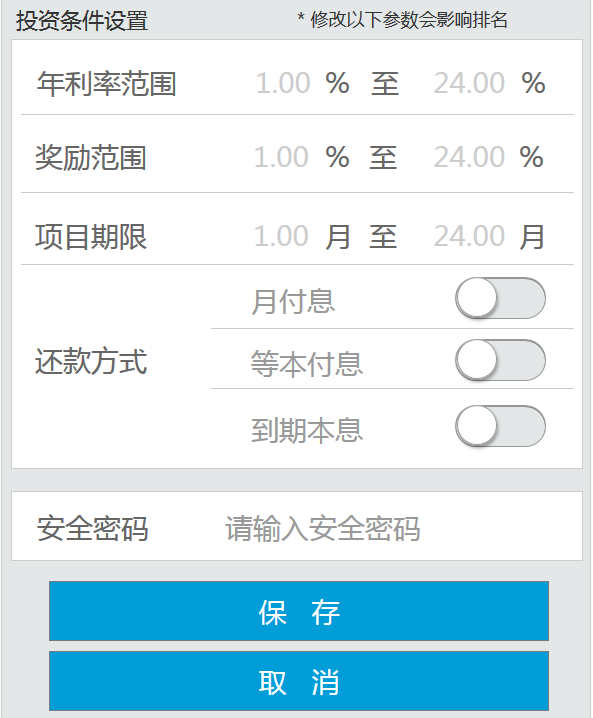 投资条件设置 * 修改以下参数会影响排名
年利率范围 1.00 % 至 24.00 %
奖励范围 1.00 % 至 24.00 %
项目期限 1.00 月 至 24.00 月
月付息
还款方式 等本付息
到期本息
安全密码 请输入安全密码
保 存
取 消